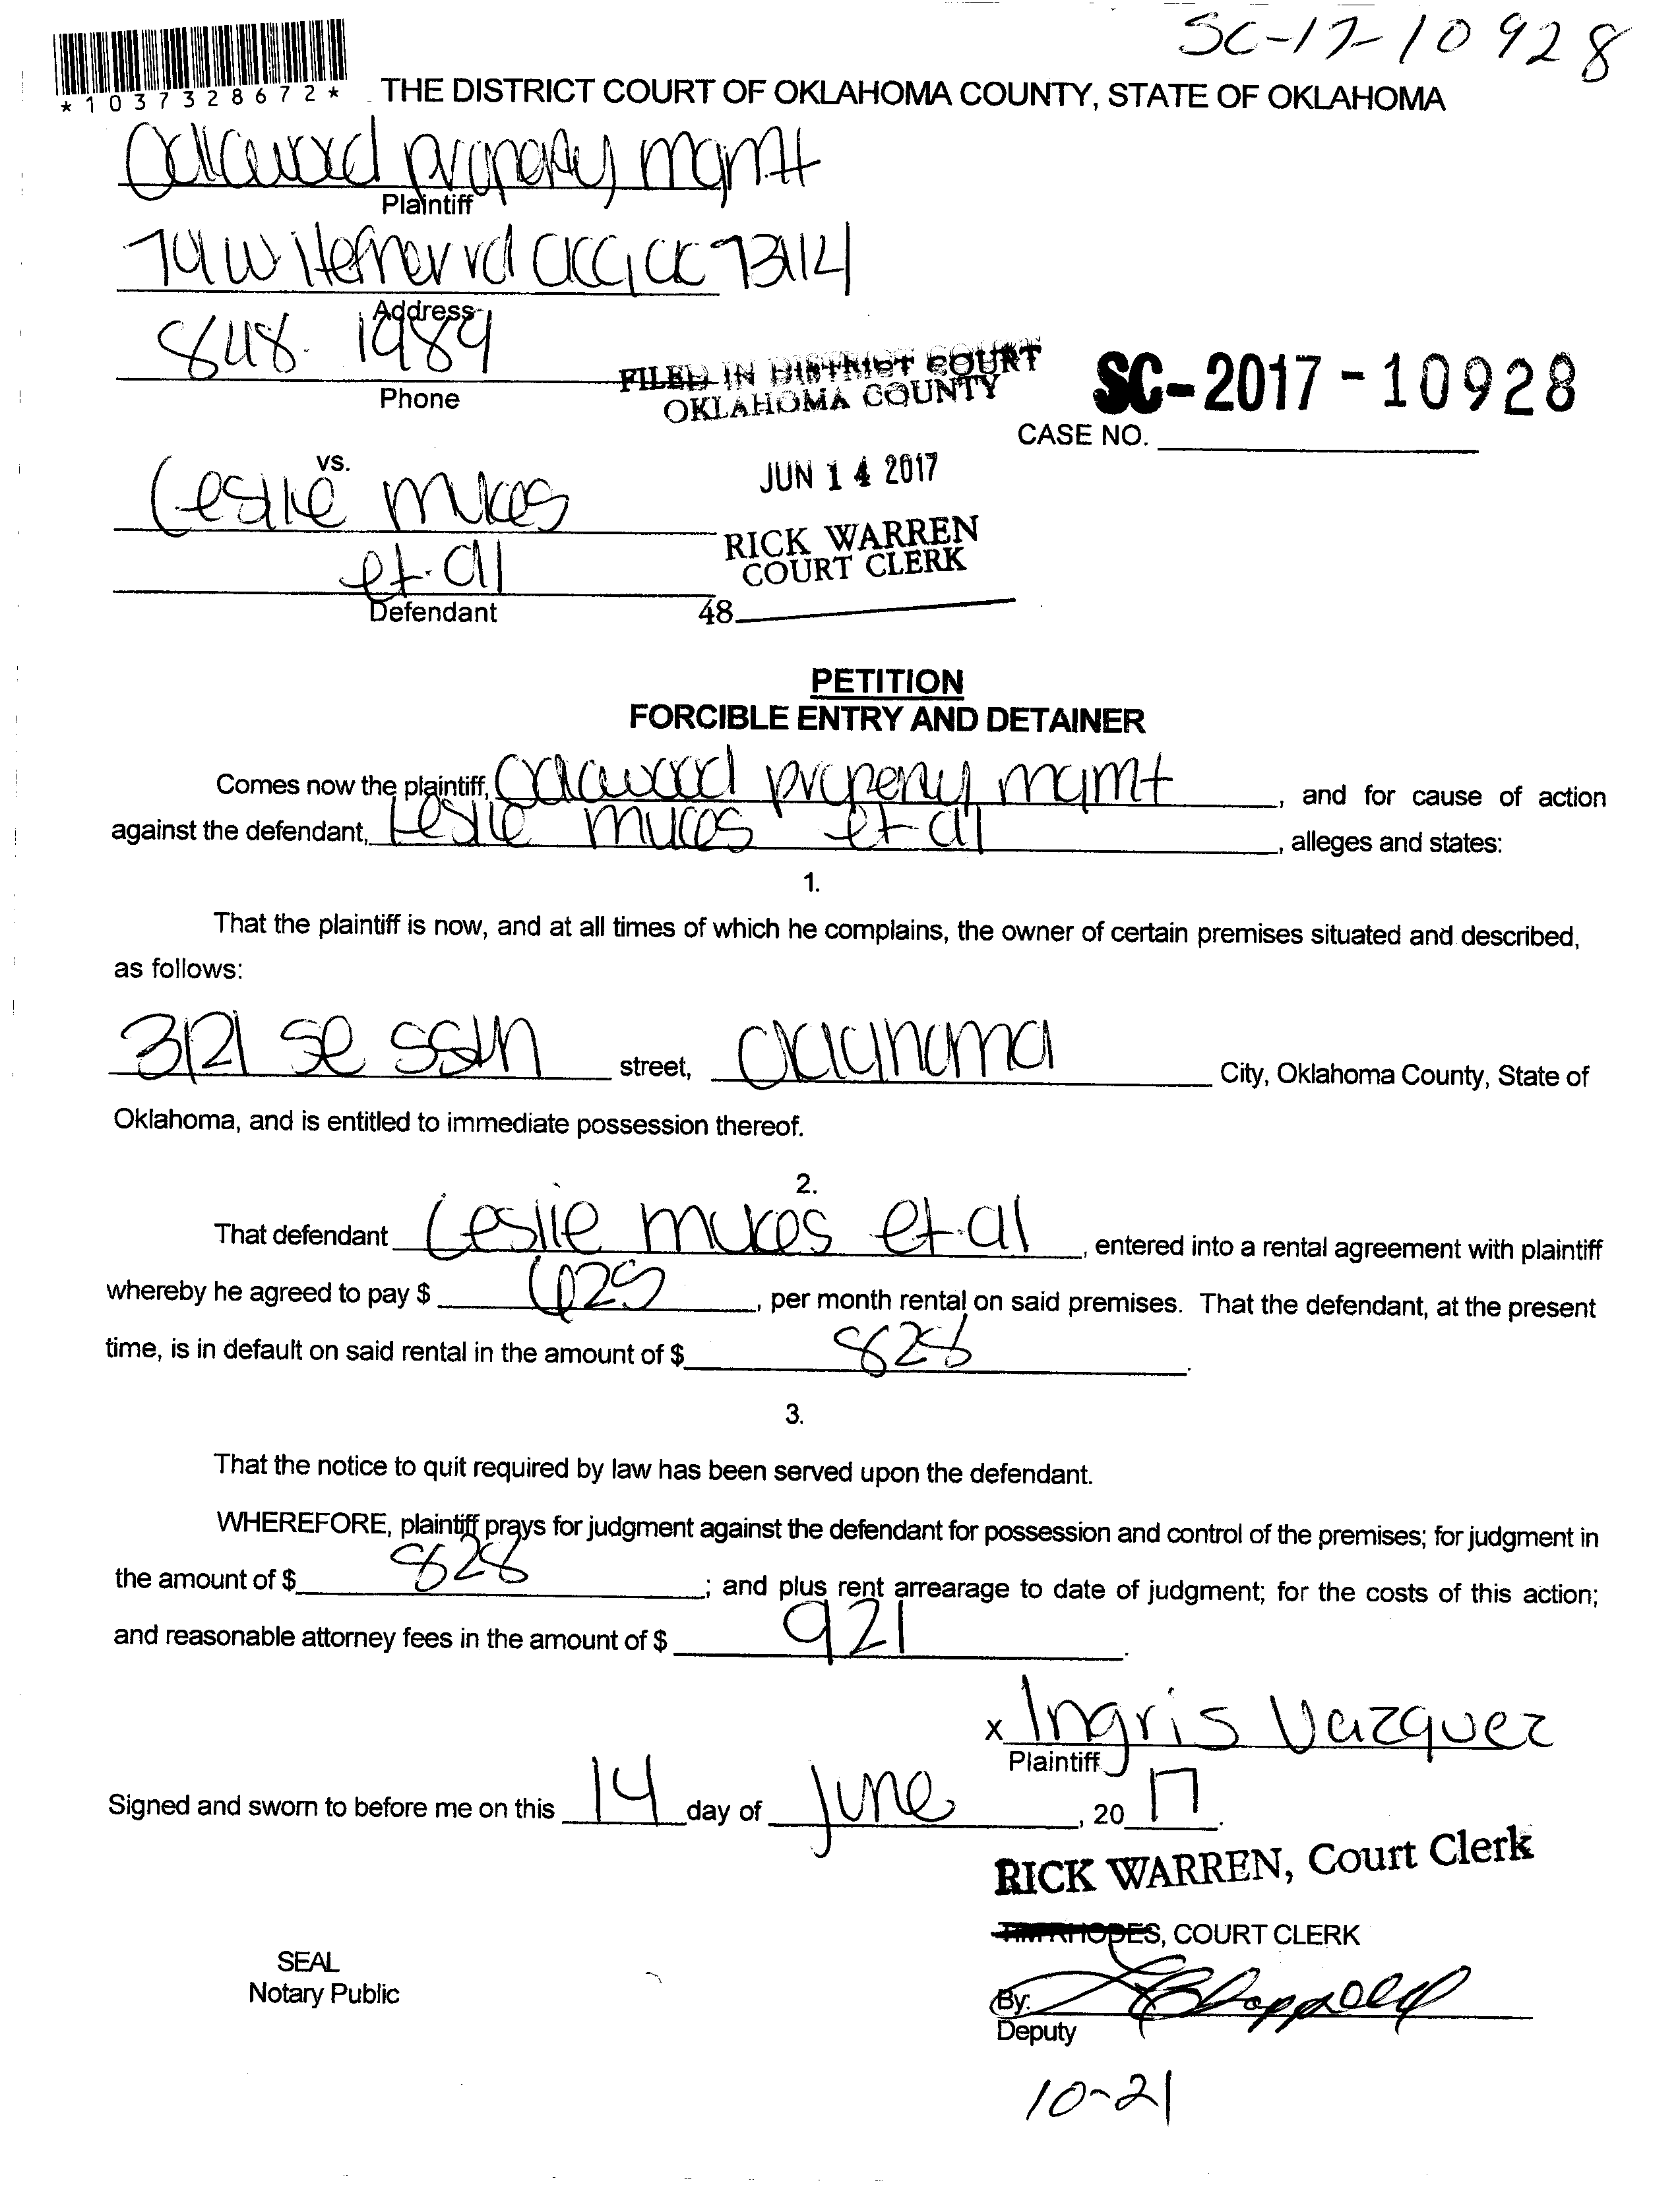 SC-17-10928
*1037328672*
THE DISTRICT COURT OF OKLAHOMA COUNTY, STATE OF OKLAHOMA
Oakwood property mgmt
Plaintiff
Hefner rd OKC, OK 73114
Address
848-1989
Phone
FILED IN DISTRICT COURT
OKLAHOMA COUNTY
SC-2017-10928
CASE NO.
vs.
JUN 14 2017
Leslie mukes
RICK WARREN
COURT CLERK
et-al
Defendant
48
PETITION
FORCIBLE ENTRY AND DETAINER
Comes now the plaintiff, Oakwood property mgmt, and for cause of action
against the defendant, Leslie mukes et al, alleges and states:
1.
That the plaintiff is now, and at all times of which he complains, the owner of certain premises situated and described,
as follows:
3121 se 55th street, Oklahoma City, Oklahoma County, State of
Oklahoma, and is entitled to immediate possession thereof.
2.
That defendant Leslie mukes et-al, entered into a rental agreement with plaintiff
whereby he agreed to pay $ 625, per month rental on said premises. That the defendant, at the present
time, is in default on said rental in the amount of $ 828.
3.
That the notice to quit required by law has been served upon the defendant.
WHEREFORE, plaintiff prays for judgment against the defendant for possession and control of the premises; for judgment in
the amount of $ 828; and plus rent arrearage to date of judgment; for the costs of this action;
and reasonable attorney fees in the amount of $ 921.
x Ingris Vazquez
Plaintiff
Signed and sworn to before me on this 14 day of June, 2017.
RICK WARREN, Court Clerk
, COURT CLERK
SEAL
Notary Public
By:
Deputy
10-21